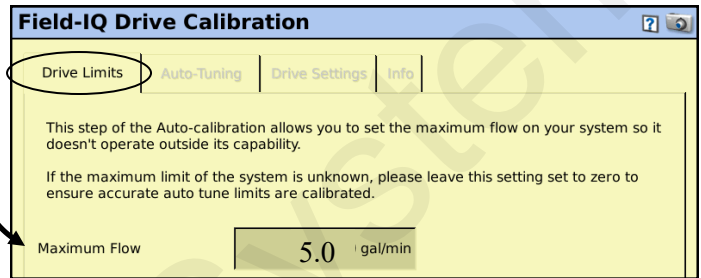 Field-IQ Drive Calibration
Drive Limits Auto-Tuning Drive Settings Info
This step of the Auto-calibration allows you to set the maximum flow on your system so it
doesn't operate outside its capability.
If the maximum limit of the system is unknown, please leave this setting set to zero to
ensure accurate auto tune limits are calibrated.
Maximum Flow 5.0 gal/min